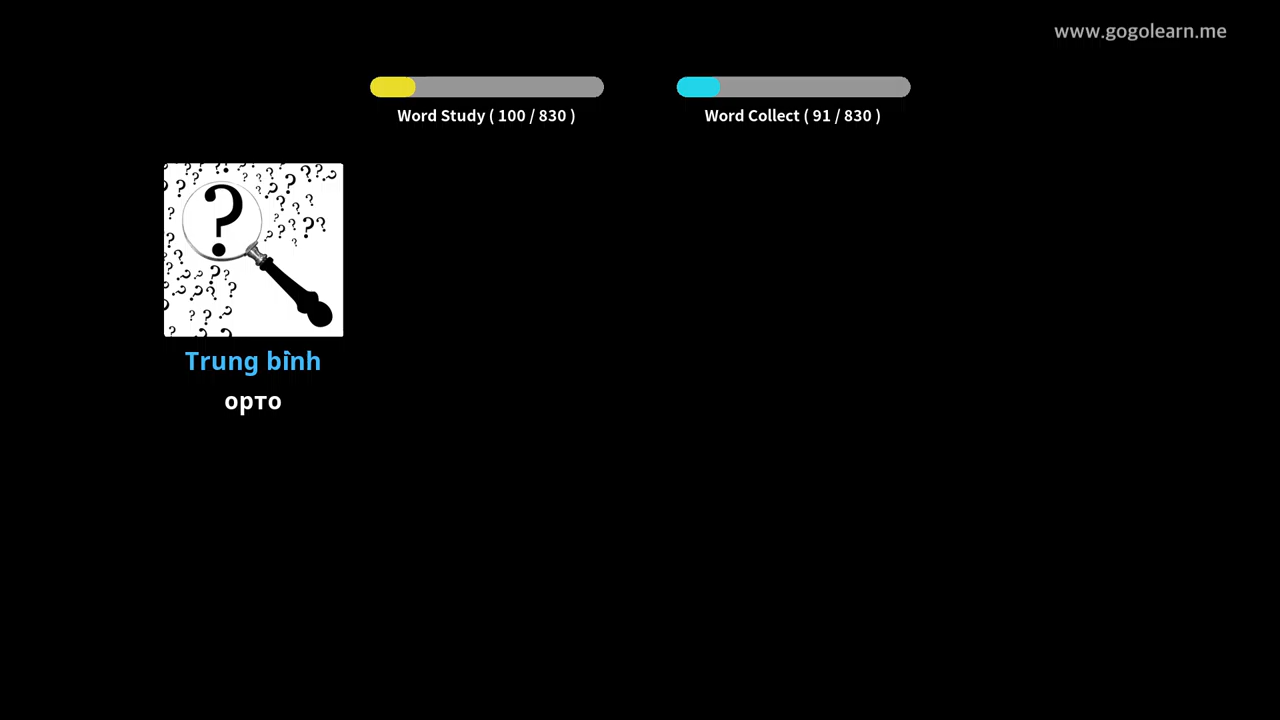 www.gogolearn.me
Word Study ( 100 / 830 )
Word Collect ( 91 / 830 )
Trung bình
орто